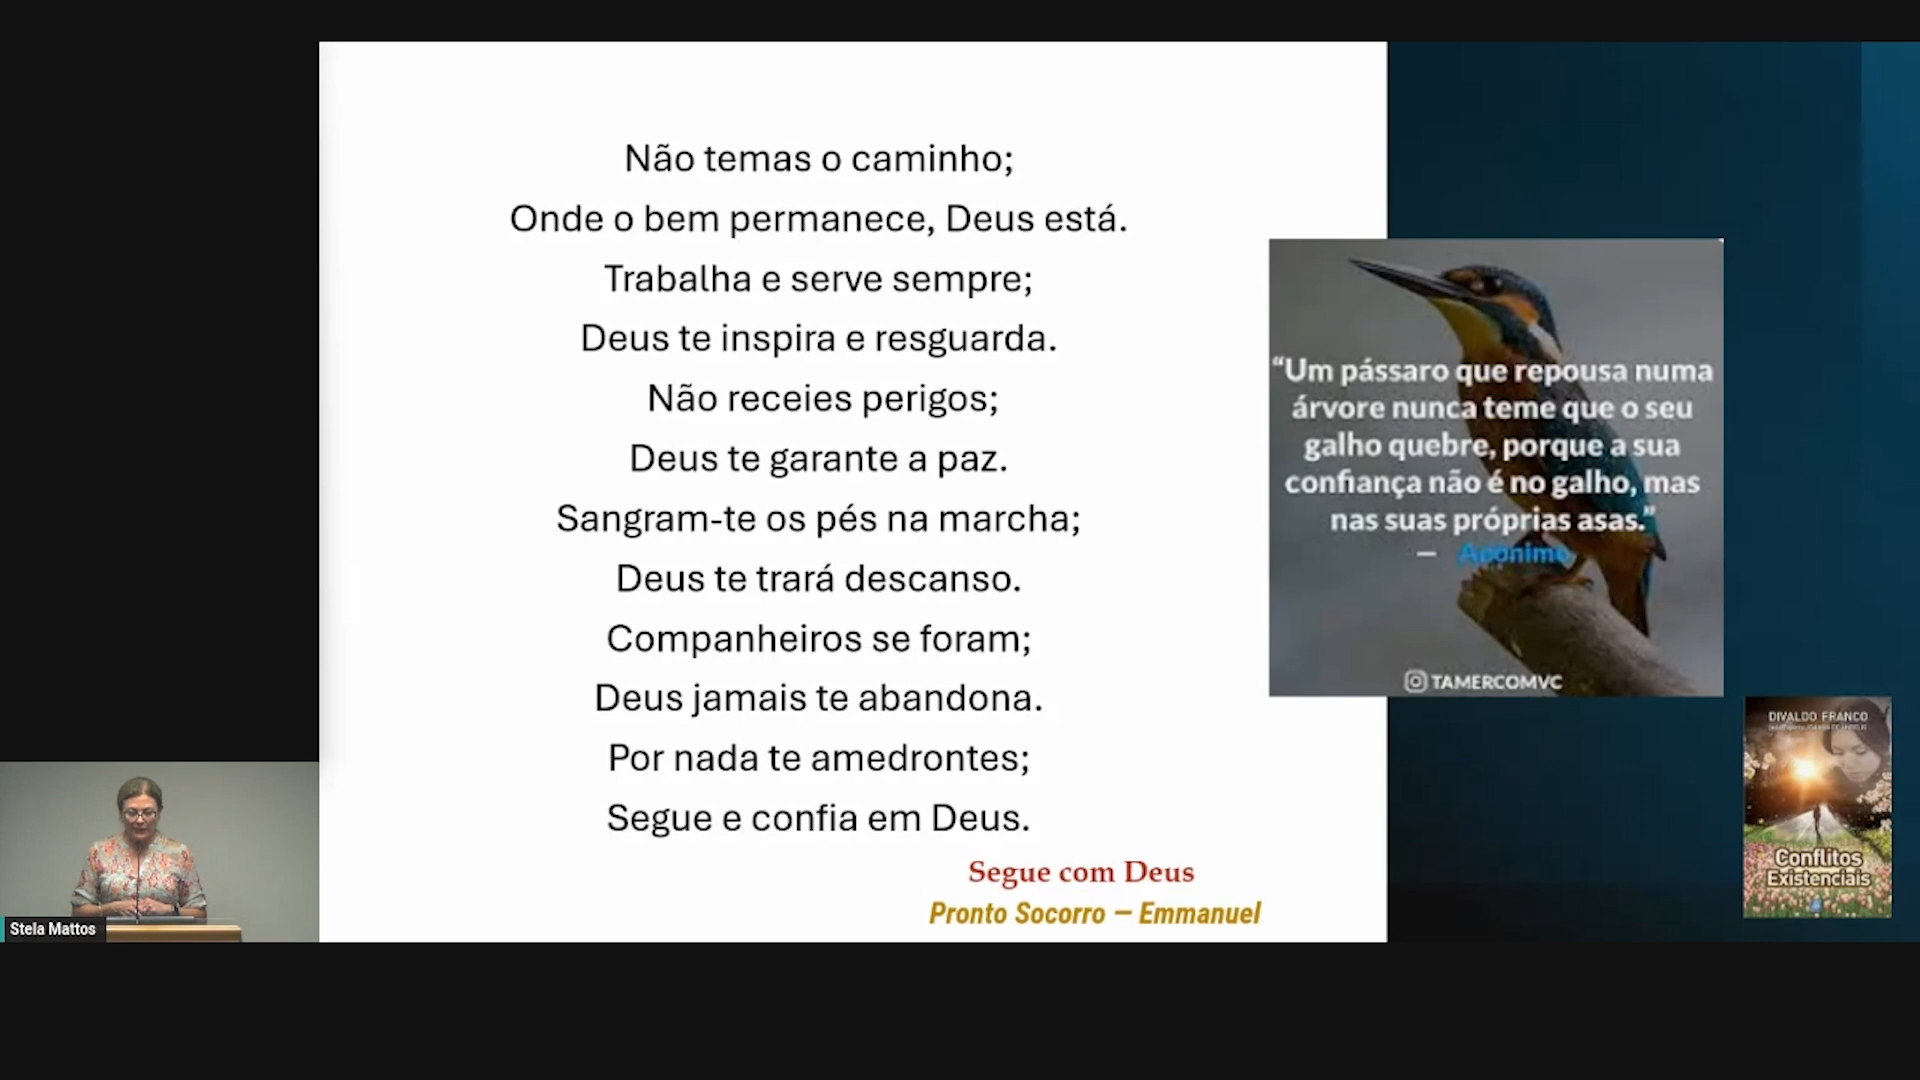 Não temas o caminho;
Onde o bem permanece, Deus está.
Trabalha e serve sempre;
Deus te inspira e resguarda.
Não receies perigos;
Deus te garante a paz.
Sangram-te os pés na marcha;
Deus te trará descanso.
Companheiros se foram;
Deus jamais te abandona.
Por nada te amedrontes;
Segue e confia em Deus.
Segue com Deus
Pronto Socorro – Emmanuel
“Um pássaro que repousa numa
árvore nunca teme que o seu
galho quebre, porque a sua
confiança não é no galho, mas
nas suas próprias asas.”
— Anônimo
TAMERCOMVC
DIVALDO FRANCO
Conflitos
Existenciais
Stela Mattos